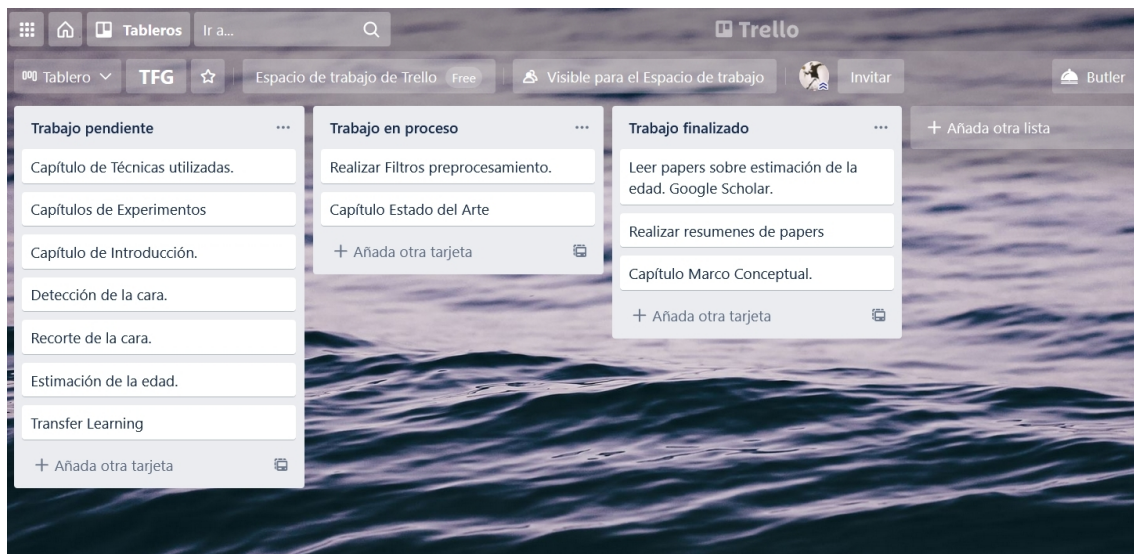 Tableros
Ir a...
Trello
Tablero
TFG
Espacio de trabajo de Trello Free
Visible para el Espacio de trabajo
Invitar
Butler
Trabajo pendiente
Capítulo de Técnicas utilizadas.
Capítulos de Experimentos
Capítulo de Introducción.
Detección de la cara.
Recorte de la cara.
Estimación de la edad.
Transfer Learning
+ Añada otra tarjeta
Trabajo en proceso
Realizar Filtros preprocesamiento.
Capítulo Estado del Arte
+ Añada otra tarjeta
Trabajo finalizado
Leer papers sobre estimación de la
edad. Google Scholar.
Realizar resumenes de papers
Capítulo Marco Conceptual.
+ Añada otra tarjeta
+ Añada otra lista